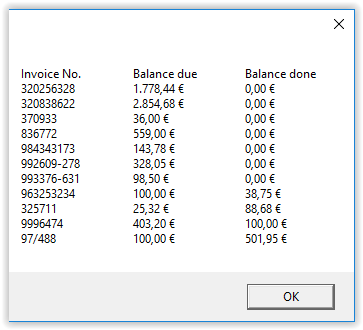 Invoice No. Balance due Balance done
320256328 1.778,44 € 0,00 €
320838622 2.854,68 € 0,00 €
370933 36,00 € 0,00 €
836772 559,00 € 0,00 €
984343173 143,78 € 0,00 €
992609-278 328,05 € 0,00 €
993376-631 98,50 € 0,00 €
963253234 100,00 € 38,75 €
325711 25,32 € 88,68 €
9996474 403,20 € 100,00 €
97/488 100,00 € 501,95 €
OK